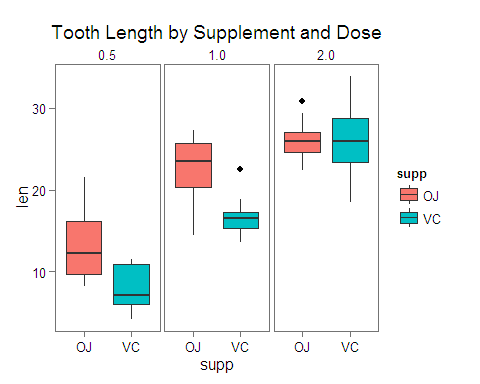 Tooth Length by Supplement and Dose
0.5 1.0 2.0
30
20
10
len
OJ VC OJ VC OJ VC
supp
supp
OJ
VC